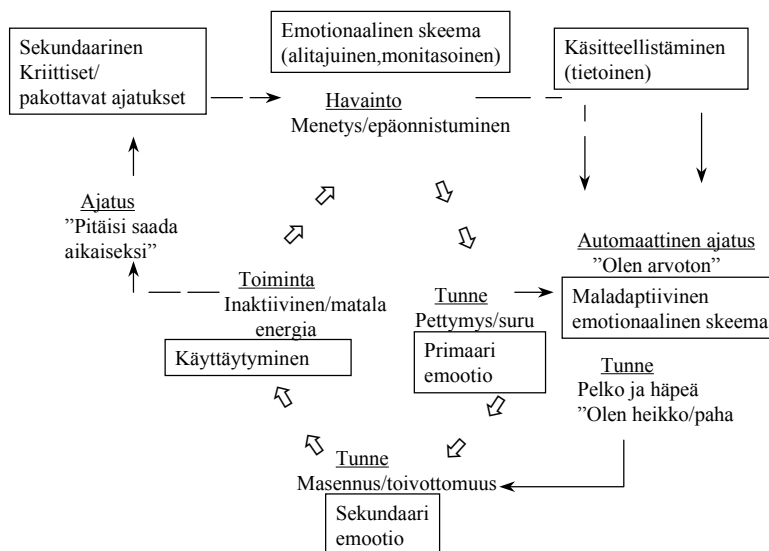 Sekundaarinen
Kriittiset/
pakottavat ajatukset
Emotionaalinen skeema
(alitajuinen,monitasoinen)
Käsitteellistäminen
(tietoinen)
Havainto
Menetys/epäonnistuminen
Ajatus
”Pitäisi saada
aikaiseksi”
Automaattinen ajatus
”Olen arvoton”
Maladaptiivinen
emotionaalinen skeema
Toiminta
Inaktiivinen/matala
energia
Käyttäytyminen
Tunne
Pettymys/suru
Primaari
emootio
Tunne
Pelko ja häpeä
”Olen heikko/paha
Tunne
Masennus/toivottomuus
Sekundaari
emootio